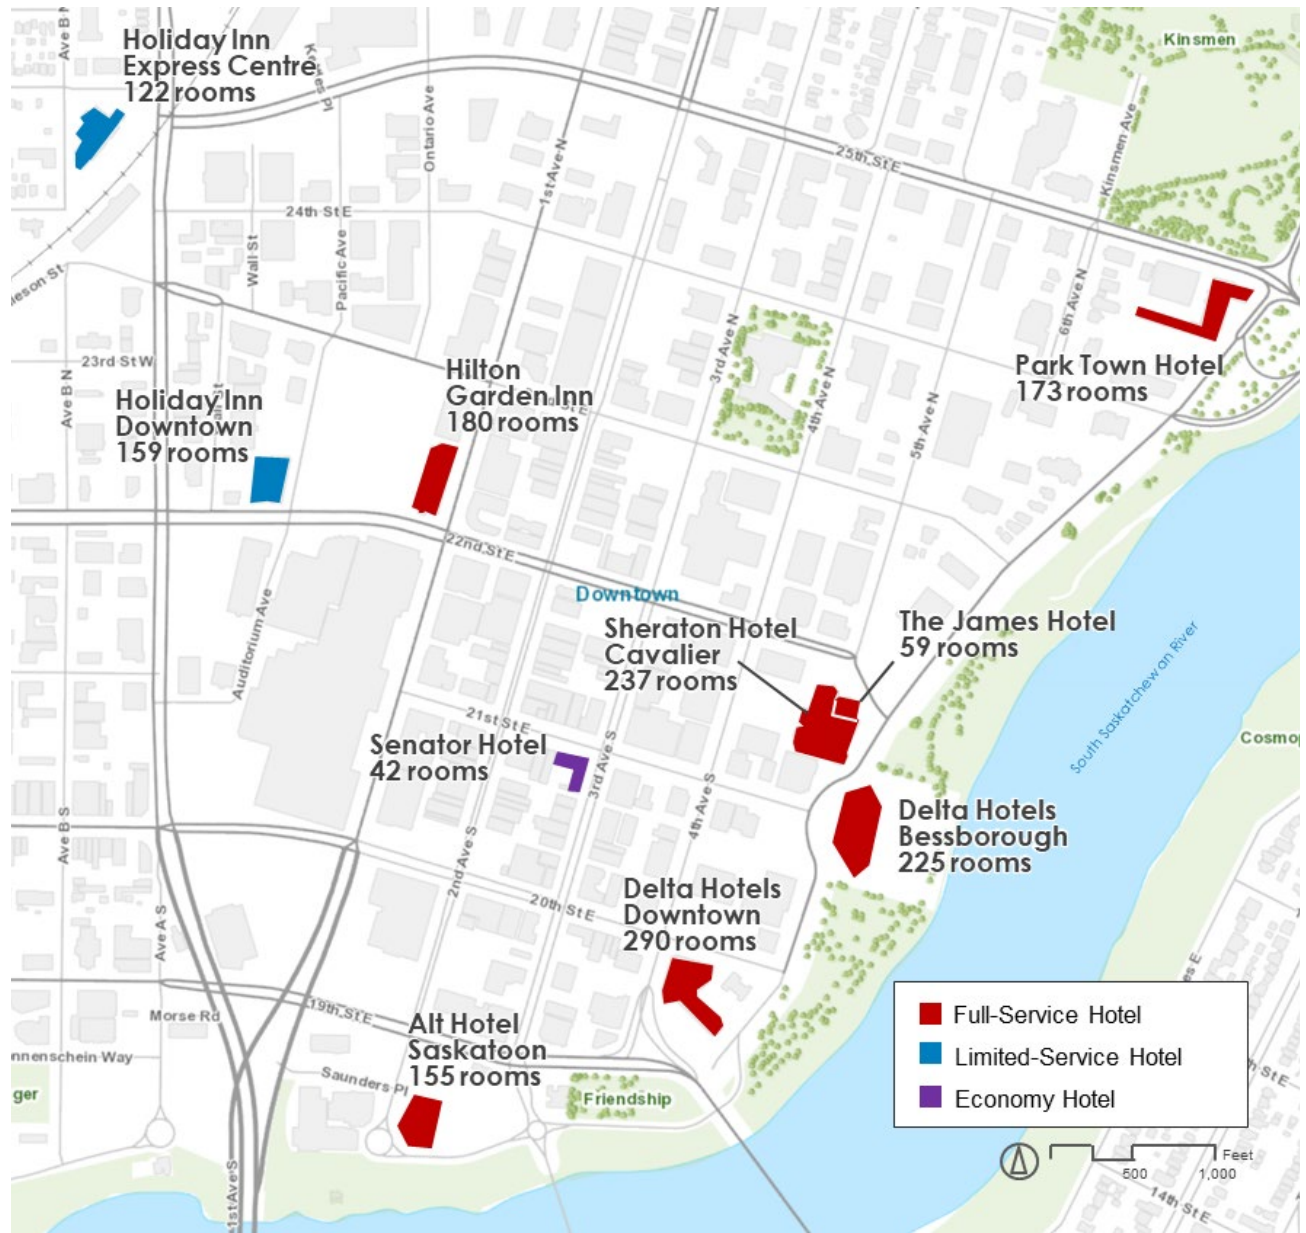 Holiday Inn
Express Centre
122 rooms
Kinsmen
Ave B N
Ontario Ave
1st Ave N
Kinsmen Ave
25th St E
24th St E
Wall St
Pacific Ave
6th Ave N
3rd Ave N
4th Ave N
5th Ave N
23rd St W
Ave B N
Park Town Hotel
173 rooms
Hilton
Garden Inn
180 rooms
Holiday Inn
Downtown
159 rooms
22nd St E
Downtown
Auditorium Ave
Sheraton Hotel
Cavalier
237 rooms
The James Hotel
59 rooms
South Saskatchewan River
21st St E
Senator Hotel
42 rooms
3rd Ave S
4th Ave S
Delta Hotels
Bessborough
225 rooms
Ave B S
2nd Ave S
20th St E
Delta Hotels
Downtown
290 rooms
Ave A S
Morse Rd
19th St E
Alt Hotel
Saskatoon
155 rooms
Saunders Pl
Friendship
1st Ave S
Full-Service Hotel
Limited-Service Hotel
Economy Hotel
Feet
500
1,000
14th St E